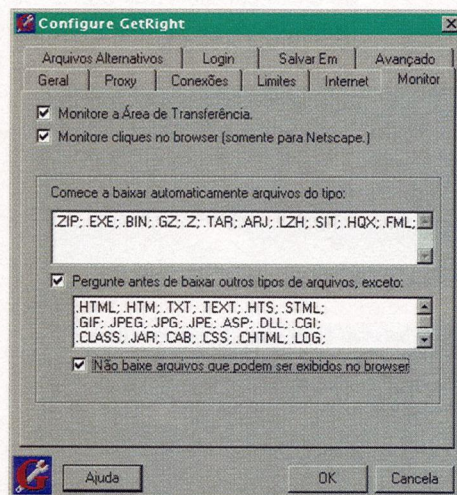 Configure GetRight
Arquivos Alternativos Login Salvar Em Avançado
Geral Proxy Conexões Limites Internet Monitor
Monitore a Área de Transferência.
Monitore cliques no browser (somente para Netscape.)
Comece a baixar automaticamente arquivos do tipo:
.ZIP; .EXE; .BIN; .GZ; .Z; .TAR; .ARJ; .LZH; .SIT; .HQX; .FML;
Pergunte antes de baixar outros tipos de arquivos, exceto:
.HTML; .HTM; .TXT; .TEXT; .HTS; .STML;
.GIF; .JPEG; .JPG; .JPE; .ASP; .DLL; .CGI;
.CLASS; .JAR; .CAB; .CSS; .CHTML; .LOG;
Não baixe arquivos que podem ser exibidos no browser
Ajuda OK Cancela